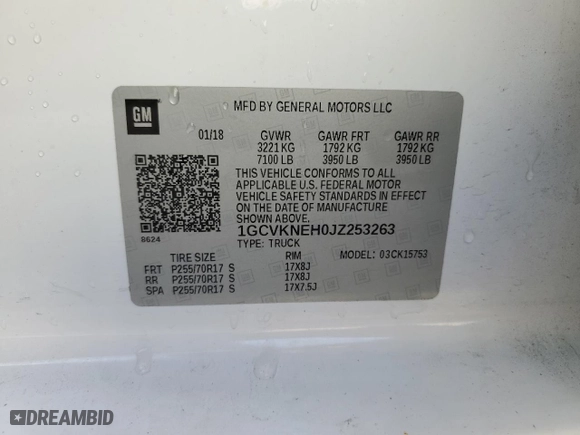 GM
MFD BY GENERAL MOTORS LLC
01/18 GVWR GAWR FRT GAWR RR
3221 KG 1792 KG 1792 KG
7100 LB 3950 LB 3950 LB
THIS VEHICLE CONFORMS TO ALL
APPLICABLE U.S. FEDERAL MOTOR
VEHICLE SAFETY STANDARDS IN EFFECT
ON THE DATE OF MANUFACTURE
SHOWN ABOVE.
8624
1GCVKNEH0JZ253263
TYPE: TRUCK
TIRE SIZE RIM MODEL: 03CK15753
FRT P255/70R17 S 17X8J
RR P255/70R17 S 17X8J
SPA P255/70R17 S 17X7.5J
DREAMBID